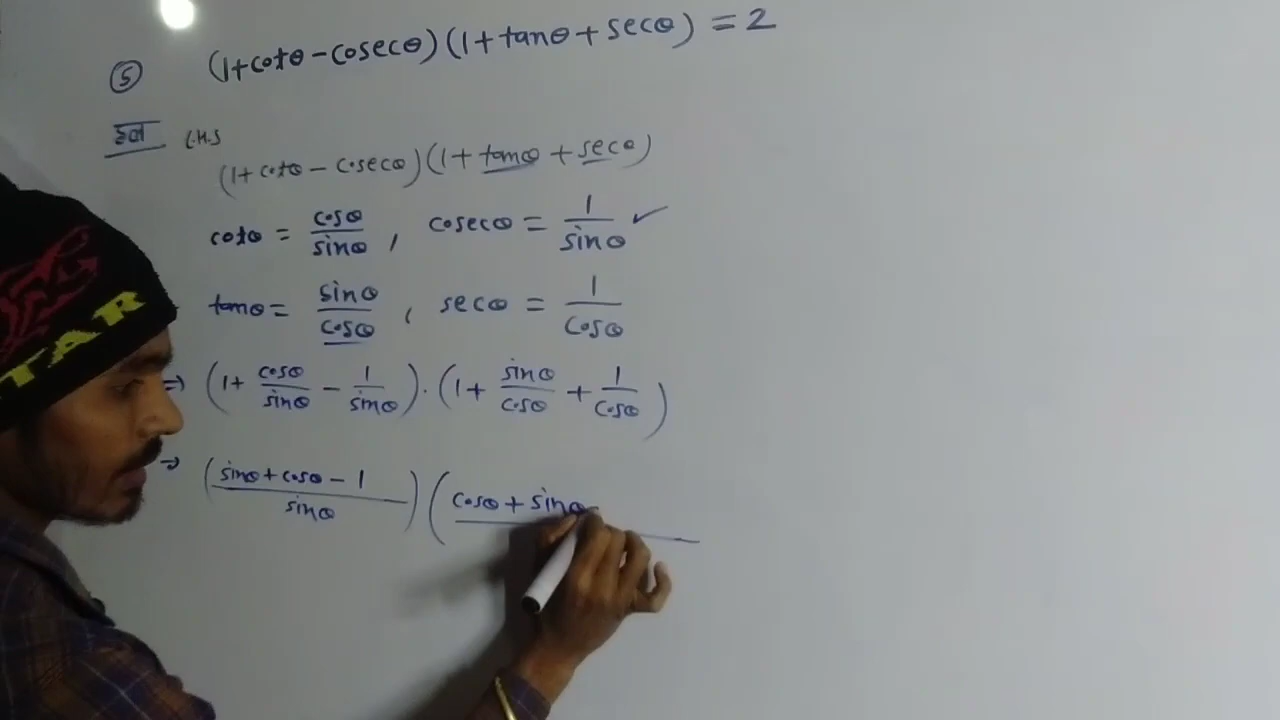 ⑤ (1+cotθ-cosecθ)(1+tanθ+secθ) = 2
हल L.H.S
(1+cotθ-cosecθ)(1+tanθ+secθ)
cotθ = cosθ/sinθ , cosecθ = 1/sinθ ✓
tanθ = sinθ/cosθ , secθ = 1/cosθ
⇒ (1+ cosθ/sinθ - 1/sinθ).(1+ sinθ/cosθ + 1/cosθ)
⇒ (sinθ+cosθ-1/sinθ)(cosθ+sinθ
TAR